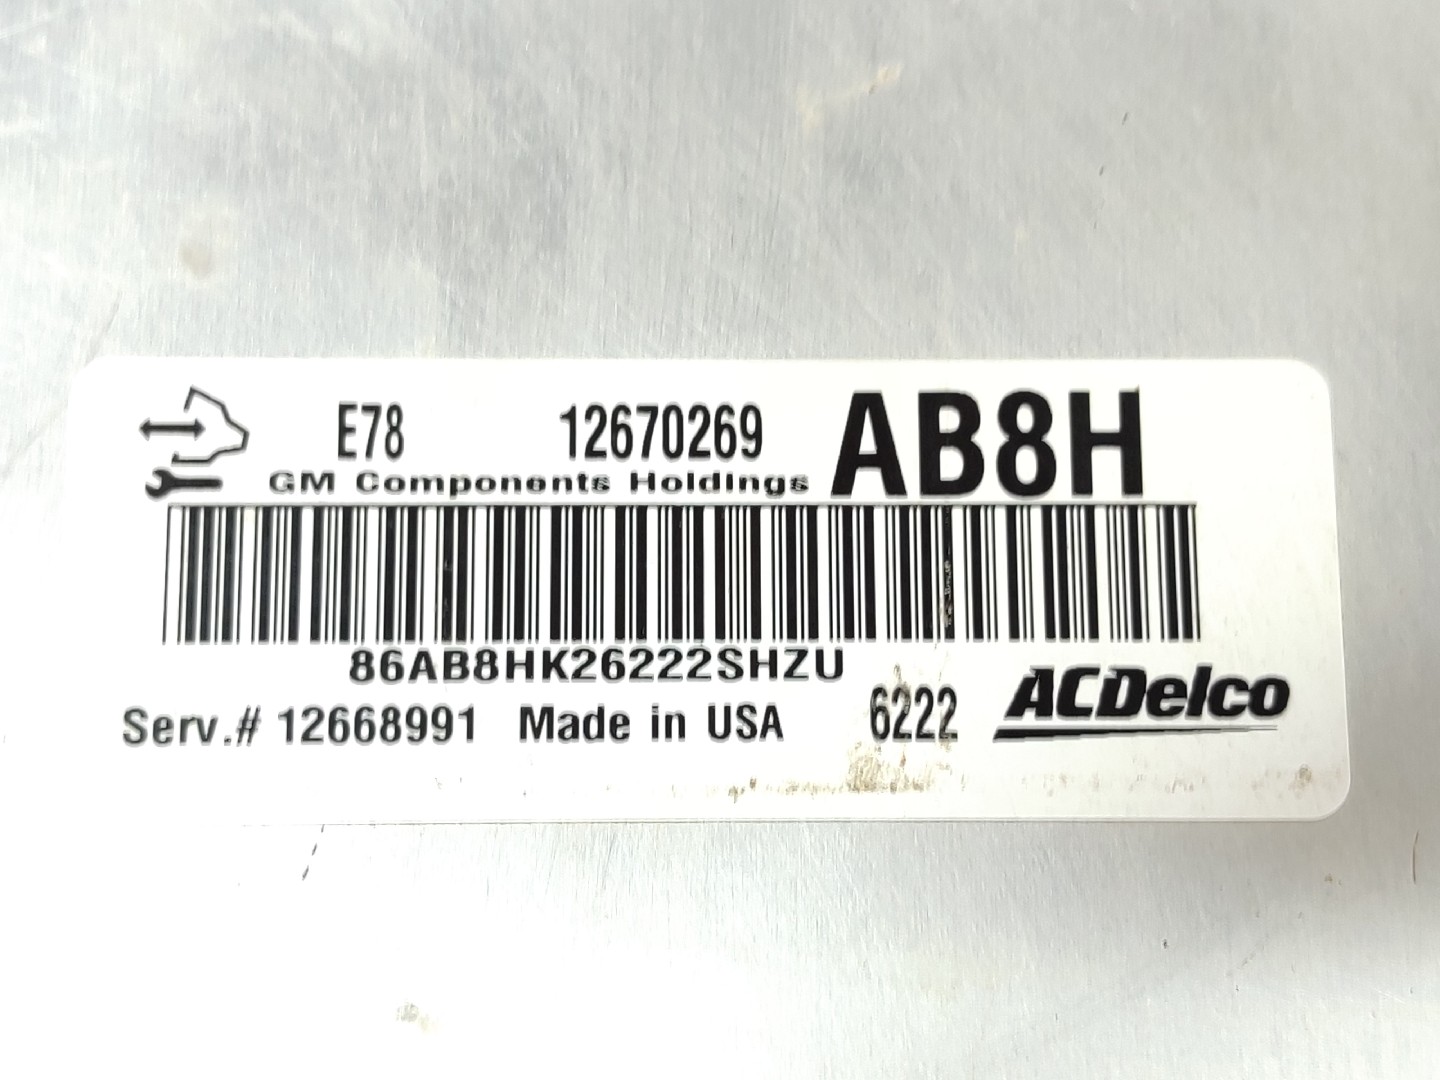 E78 12670269 AB8H
GM Components Holdings
86AB8HK26222SHZU
Serv.# 12668991 Made in USA 6222 ACDelco